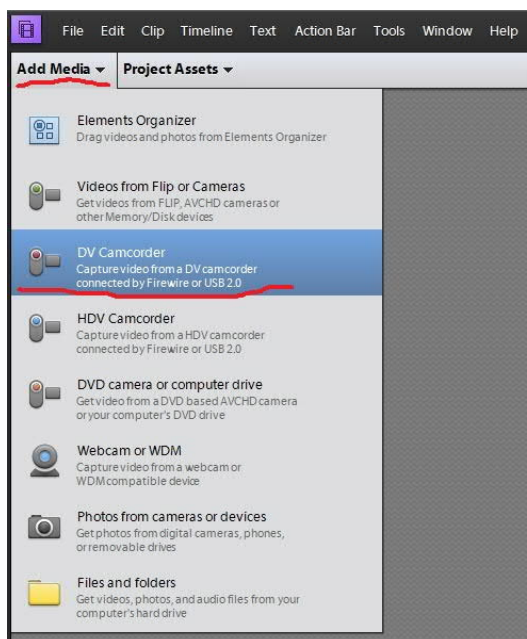 File Edit Clip Timeline Text Action Bar Tools Window Help
Add Media Project Assets
Elements Organizer
Drag videos and photos from Elements Organizer
Videos from Flip or Cameras
Get videos from FLIP, AVCHD cameras or
other Memory/Disk devices
DV Camcorder
Capture video from a DV camcorder
connected by Firewire or USB 2.0
HDV Camcorder
Capture video from a HDV camcorder
connected by Firewire or USB 2.0
DVD camera or computer drive
Get video from a DVD based AVCHD camera
or your computer's DVD drive
Webcam or WDM
Capture video from a webcam or
WDM compatible device
Photos from cameras or devices
Get photos from digital cameras, phones,
or removable drives
Files and folders
Get videos, photos, and audio files from your
computer's hard drive